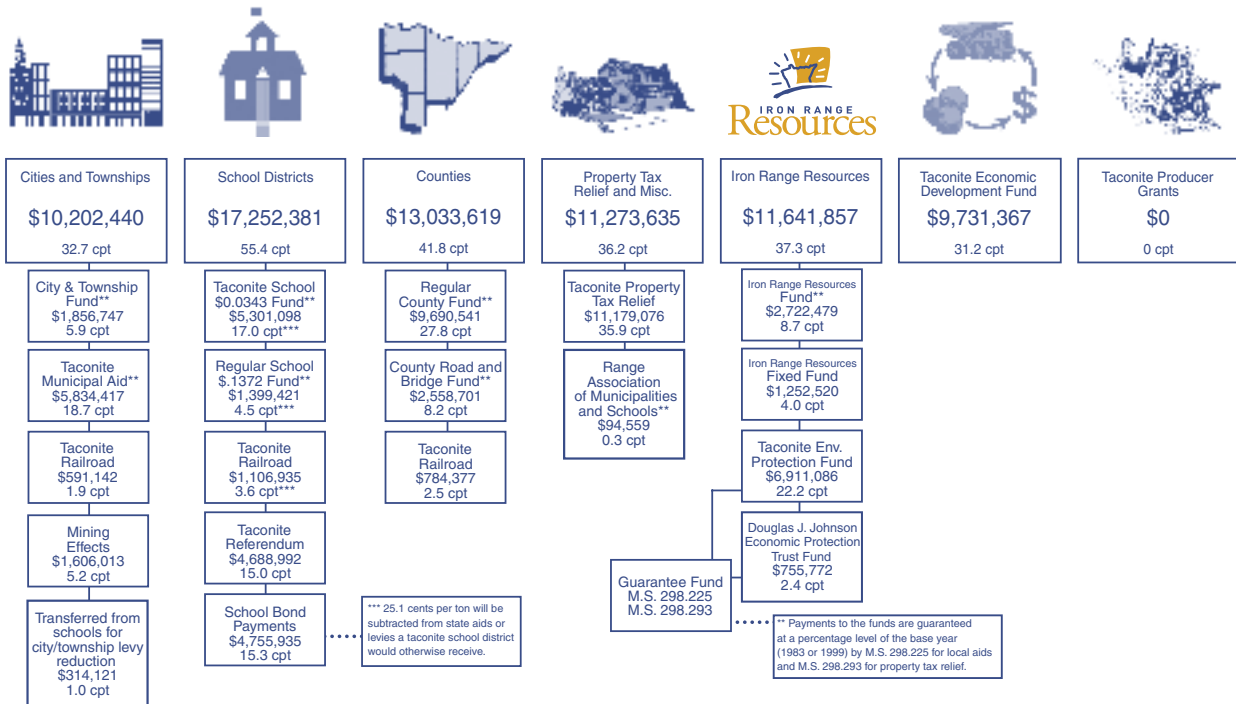 $
IRON RANGE
Resources
Cities and Townships
$10,202,440
32.7 cpt
City & Township
Fund**
$1,856,747
5.9 cpt
Taconite
Municipal Aid**
$5,834,417
18.7 cpt
Taconite
Railroad
$591,142
1.9 cpt
Mining
Effects
$1,606,013
5.2 cpt
Transferred from
schools for
city/township levy
reduction
$314,121
1.0 cpt
School Districts
$17,252,381
55.4 cpt
Taconite School
$0.0343 Fund**
$5,301,098
17.0 cpt***
Regular School
$.1372 Fund**
$1,399,421
4.5 cpt***
Taconite
Railroad
$1,106,935
3.6 cpt***
Taconite
Referendum
$4,688,992
15.0 cpt
School Bond
Payments
$4,755,935
15.3 cpt
*** 25.1 cents per ton will be
subtracted from state aids or
levies a taconite school district
would otherwise receive.
Counties
$13,033,619
41.8 cpt
Regular
County Fund**
$9,690,541
27.8 cpt
County Road and
Bridge Fund**
$2,558,701
8.2 cpt
Taconite
Railroad
$784,377
2.5 cpt
Property Tax
Relief and Misc.
$11,273,635
36.2 cpt
Taconite Property
Tax Relief
$11,179,076
35.9 cpt
Range
Association
of Municipalities
and Schools**
$94,559
0.3 cpt
Iron Range Resources
$11,641,857
37.3 cpt
Iron Range Resources
Fund**
$2,722,479
8.7 cpt
Iron Range Resources
Fixed Fund
$1,252,520
4.0 cpt
Taconite Env.
Protection Fund
$6,911,086
22.2 cpt
Douglas J. Johnson
Economic Protection
Trust Fund
$755,772
2.4 cpt
Guarantee Fund
M.S. 298.225
M.S. 298.293
** Payments to the funds are guaranteed
at a percentage level of the base year
(1983 or 1999) by M.S. 298.225 for local aids
and M.S. 298.293 for property tax relief.
Taconite Economic
Development Fund
$9,731,367
31.2 cpt
Taconite Producer
Grants
$0
0 cpt